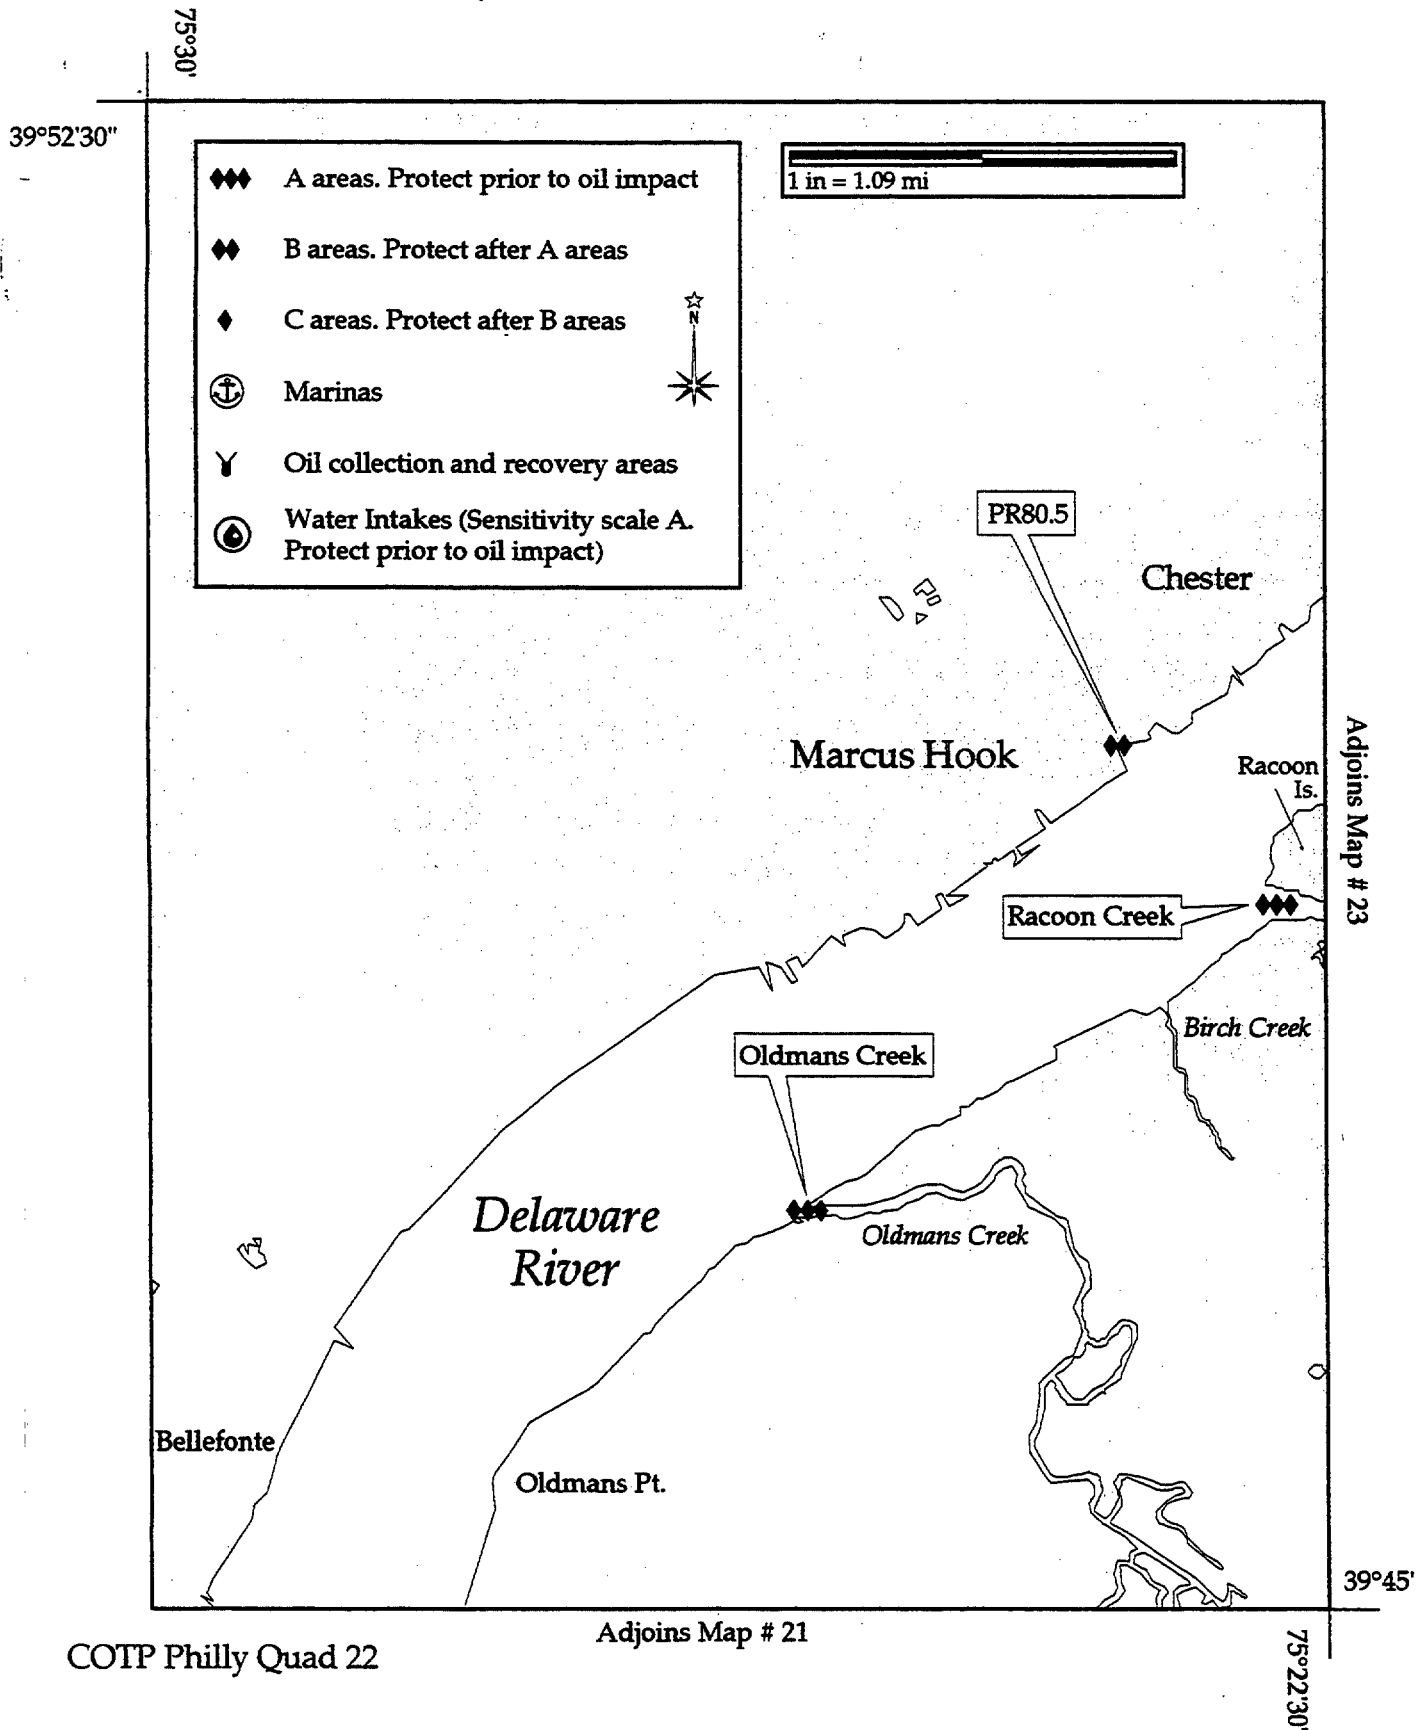 75°30'
39°52'30"
A areas. Protect prior to oil impact
B areas. Protect after A areas
C areas. Protect after B areas
N
Marinas
Oil collection and recovery areas
Water Intakes (Sensitivity scale A.
Protect prior to oil impact)
1 in = 1.09 mi
PR80.5
Chester
Marcus Hook
Racoon
Is.
Adjoins Map # 23
Racoon Creek
Birch Creek
Oldmans Creek
Delaware
River
Oldmans Creek
Bellefonte
Oldmans Pt.
39°45'
Adjoins Map # 21
COTP Philly Quad 22
75°22'30'